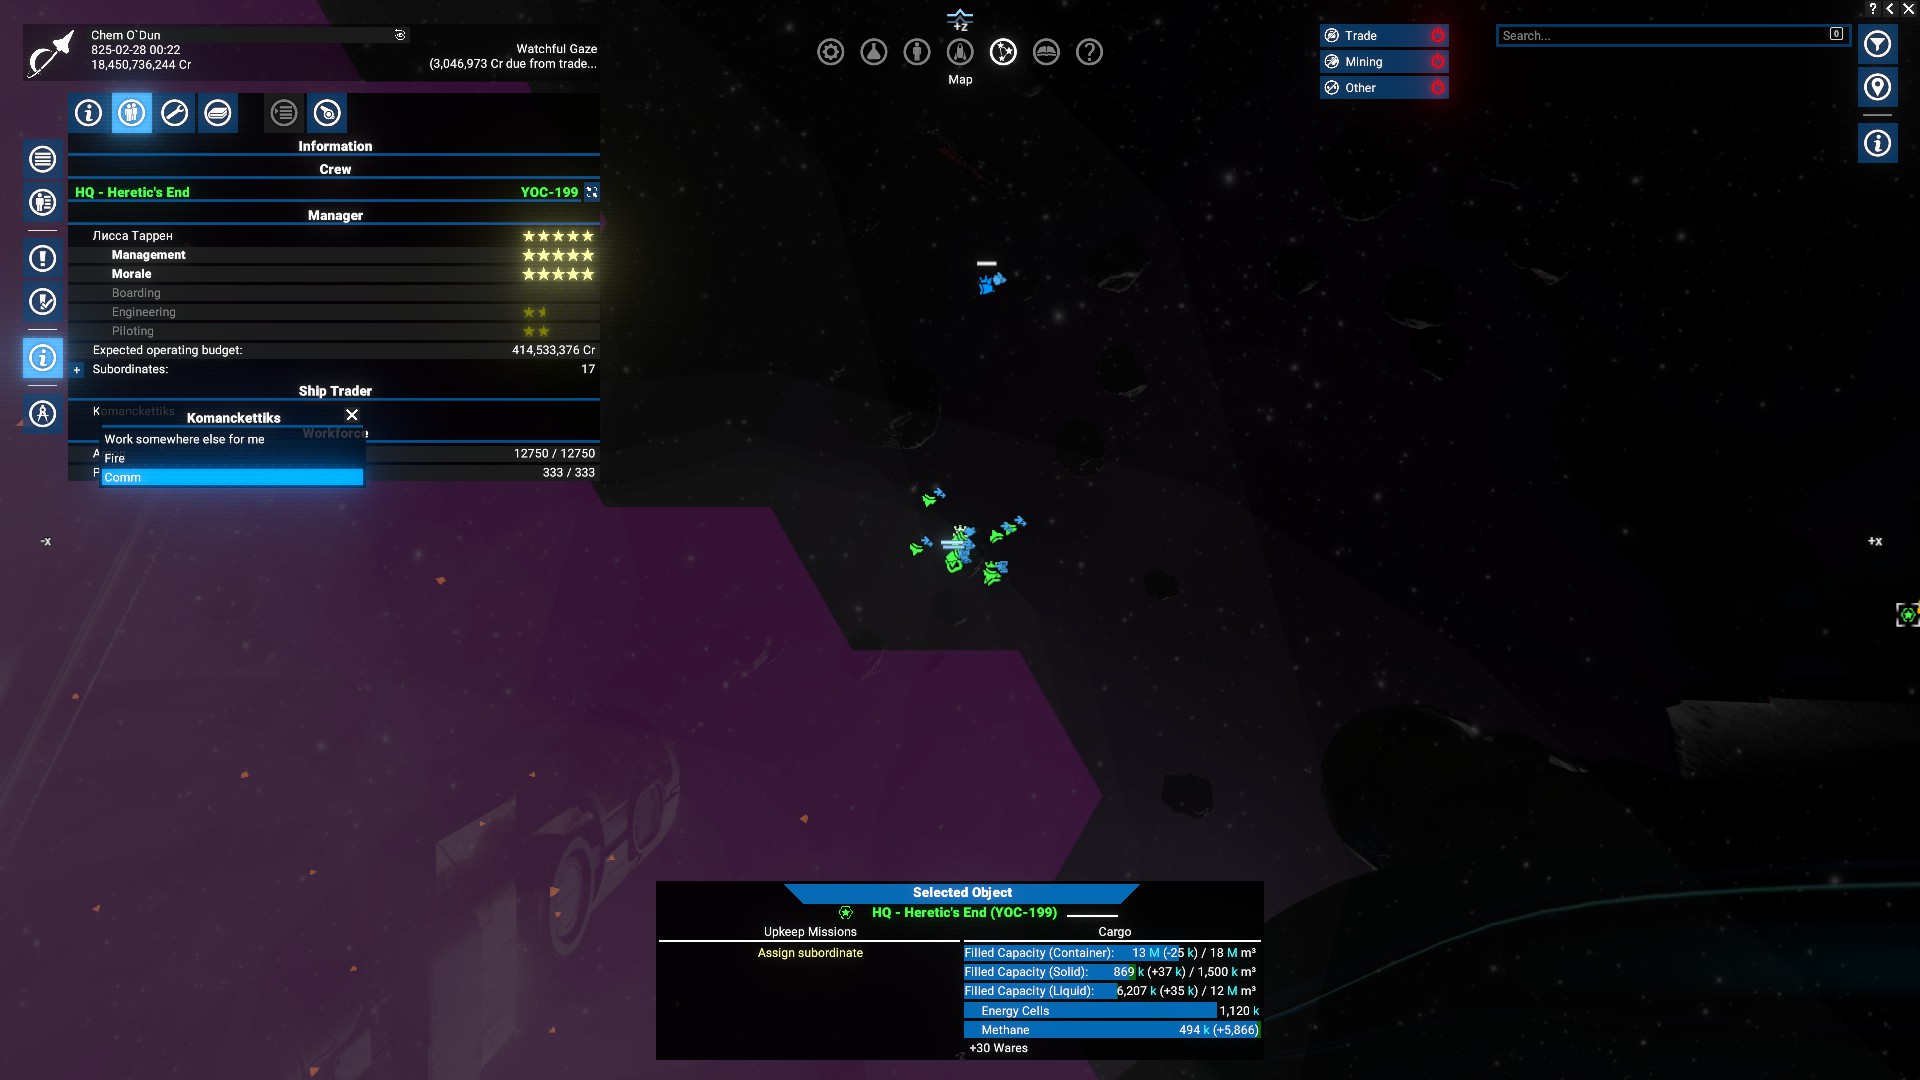 Chem O`Dun
825-02-28 00:22
18,450,736,244 Cr
Watchful Gaze
(3,046,973 Cr due from trade...
+Z
Map
Trade
Mining
Other
Search...
0
?
Information
Crew
HQ - Heretic's End YOC-199
Manager
Лисса Таррен
Management
Morale
Boarding
Engineering
Piloting
Expected operating budget: 414,533,376 Cr
+ Subordinates: 17
Ship Trader
Komanckettiks
Komanckettiks
Workforce
Work somewhere else for me
12750 / 12750
Fire
333 / 333
Comm
-X
+X
Selected Object
HQ - Heretic's End (YOC-199)
Upkeep Missions
Assign subordinate
Cargo
Filled Capacity (Container): 13 M (-25 k) / 18 M m³
Filled Capacity (Solid): 869 k (+37 k) / 1,500 k m³
Filled Capacity (Liquid): 6,207 k (+35 k) / 12 M m³
Energy Cells 1,120 k
Methane 494 k (+5,866)
+30 Wares
-Z